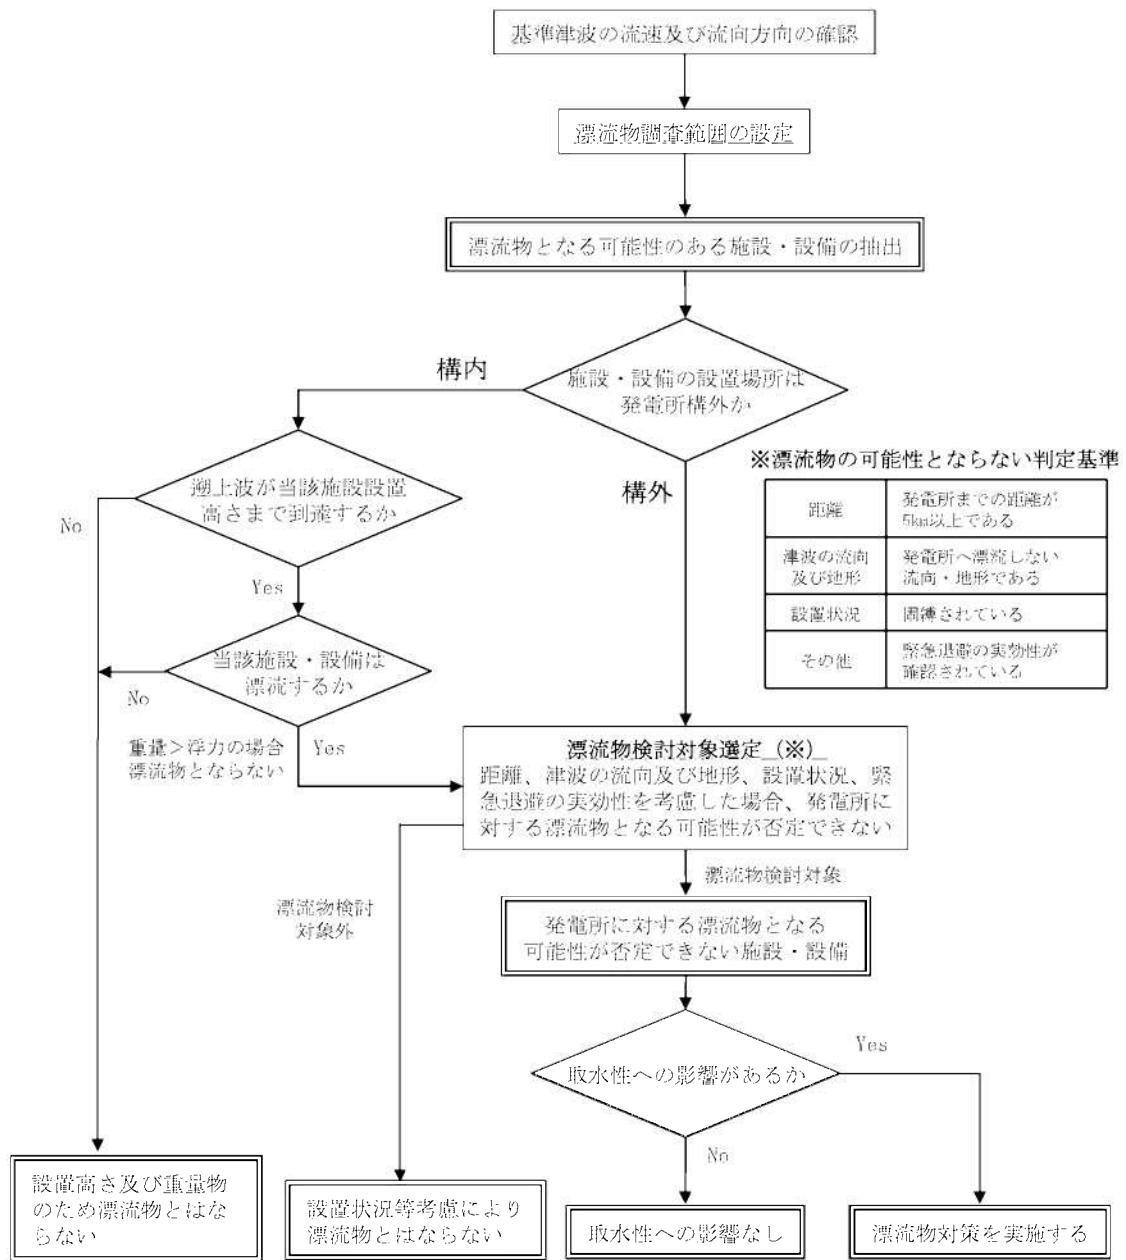 基準津波の流速及び流向方向の確認
漂流物調査範囲の設定
漂流物となる可能性のある施設・設備の抽出
施設・設備の設置場所は
発電所構外か
構内
構外
遡上波が当該施設設置
高さまで到達するか
No
Yes
当該施設・設備は
漂流するか
No
Yes
重量＞浮力の場合
漂流物とならない
※漂流物の可能性とならない判定基準
距離
発電所までの距離が
5km以上である
津波の流向
及び地形
発電所へ漂流しない
流向・地形である
設置状況
固縛されている
その他
緊急退避の実効性が
確認されている
漂流物検討対象選定（※）
距離、津波の流向及び地形、設置状況、緊
急退避の実効性を考慮した場合、発電所に
対する漂流物となる可能性が否定できない
漂流物検討対象
漂流物検討
対象外
発電所に対する漂流物となる
可能性が否定できない施設・設備
取水性への影響があるか
Yes
No
設置高さ及び重量物
のため漂流物とはな
らない
設置状況等考慮により
漂流物とはならない
取水性への影響なし
漂流物対策を実施する